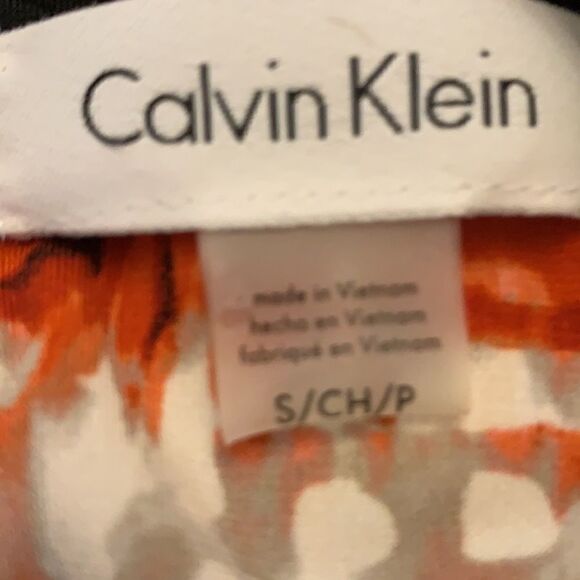 Calvin Klein
made in Vietnam
hecho en Vietnam
fabriqué en Vietnam
S/CH/P